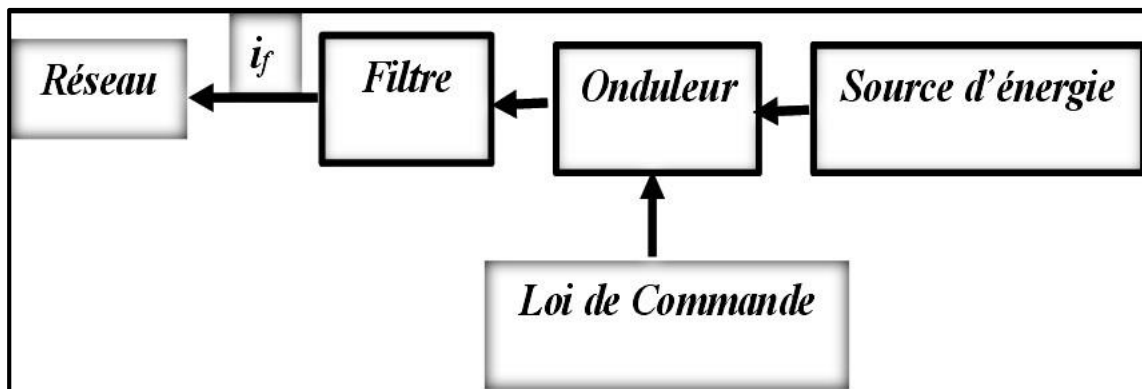 Réseau
if
Filtre
Onduleur
Source d'énergie
Loi de Commande